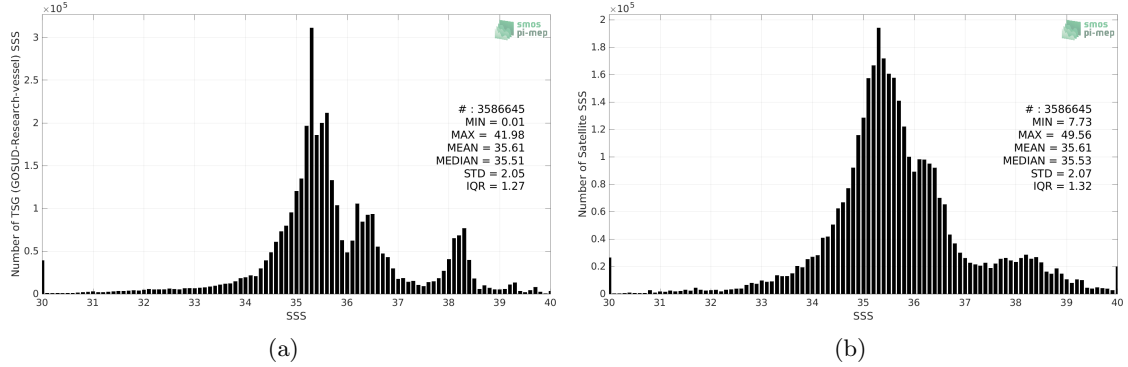 ×10⁵
3
2.5
2
1.5
1
0.5
0
30 31 32 33 34 35 36 37 38 39 40
SSS
Number of TSG (GOSUD-Research-vessel) SSS
smos
pi-mep
# : 3586645
MIN = 0.01
MAX = 41.98
MEAN = 35.61
MEDIAN = 35.51
STD = 2.05
IQR = 1.27
(a)
×10⁵
2
1.8
1.6
1.4
1.2
1
0.8
0.6
0.4
0.2
0
30 31 32 33 34 35 36 37 38 39 40
SSS
Number of Satellite SSS
smos
pi-mep
# : 3586645
MIN = 7.73
MAX = 49.56
MEAN = 35.61
MEDIAN = 35.53
STD = 2.07
IQR = 1.32
(b)